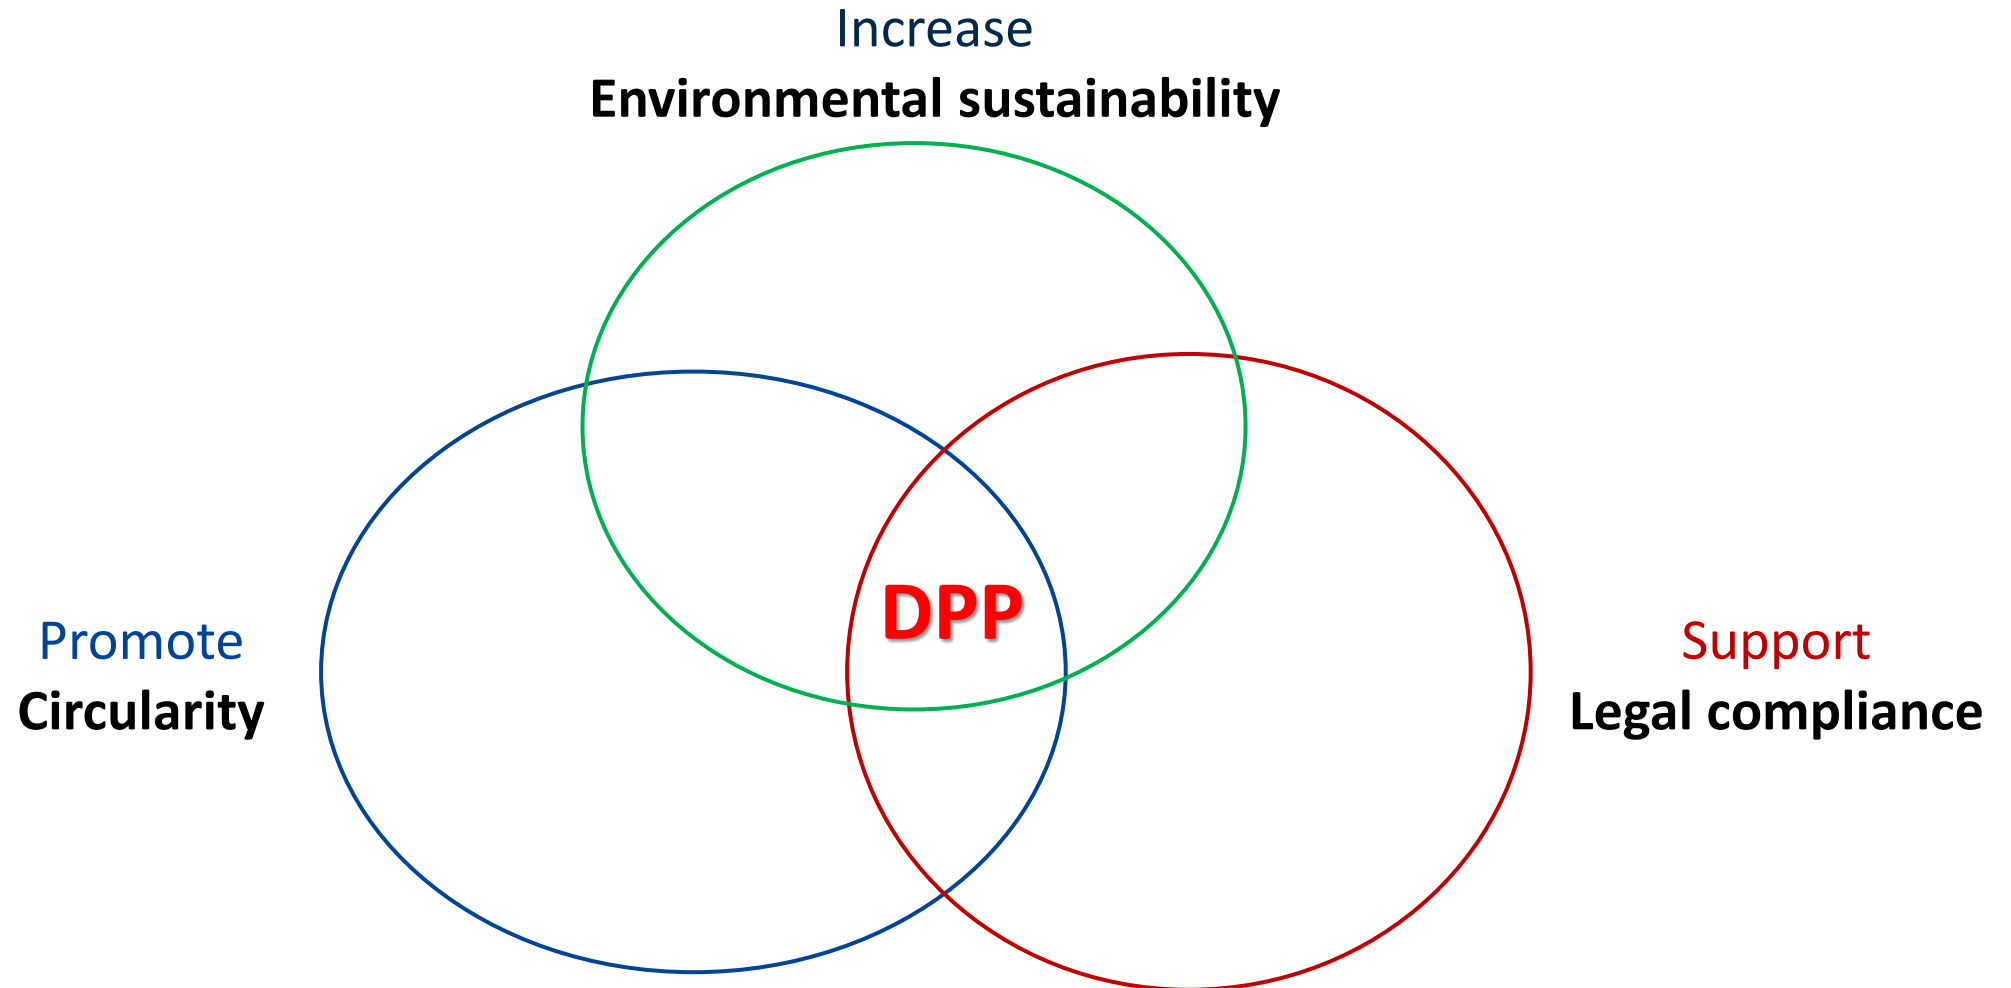 Increase
Environmental sustainability
DPP
Promote
Circularity
Support
Legal compliance